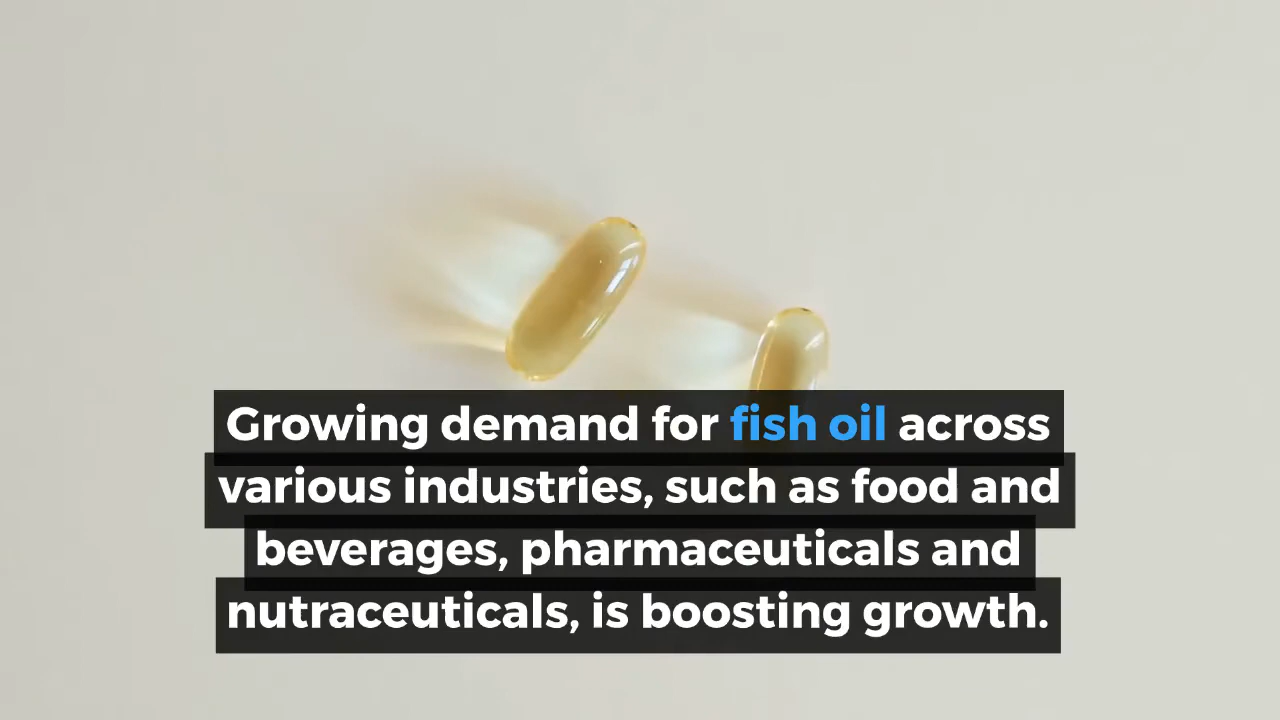 Growing demand for fish oil across
various industries, such as food and
beverages, pharmaceuticals and
nutraceuticals, is boosting growth.